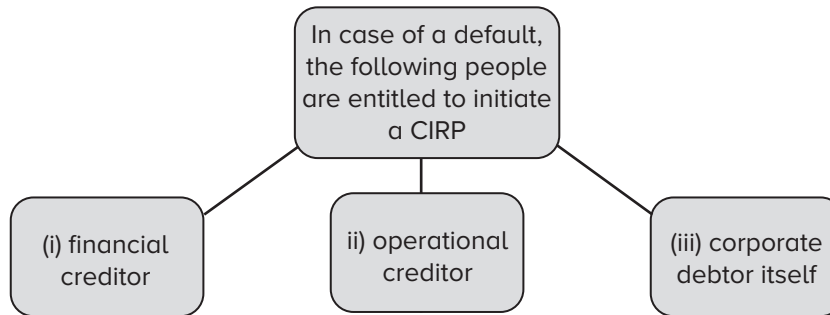 In case of a default,
the following people
are entitled to initiate
a CIRP
(i) financial
creditor
ii) operational
creditor
(iii) corporate
debtor itself